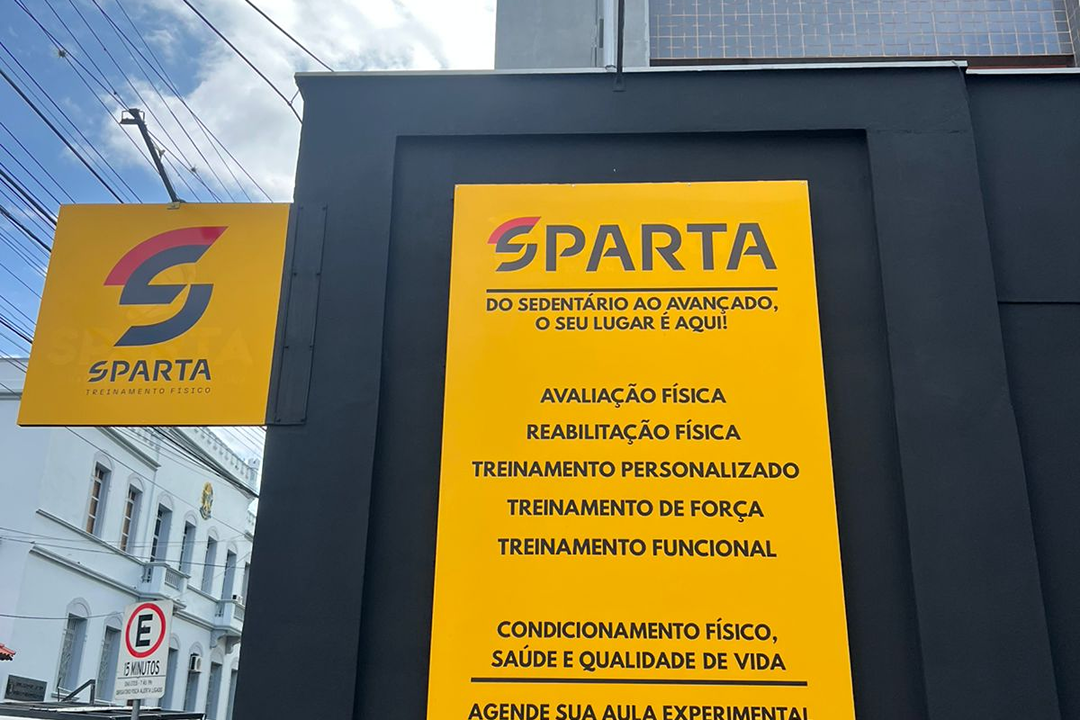 SPARTA
TREINAMENTO FÍSICO
SPARTA
DO SEDENTÁRIO AO AVANÇADO,
O SEU LUGAR É AQUI!
AVALIAÇÃO FÍSICA
REABILITAÇÃO FÍSICA
TREINAMENTO PERSONALIZADO
TREINAMENTO DE FORÇA
TREINAMENTO FUNCIONAL
CONDICIONAMENTO FÍSICO,
SAÚDE E QUALIDADE DE VIDA
AGENDE SUA AULA EXPERIMENTAL
E
15 MINUTOS